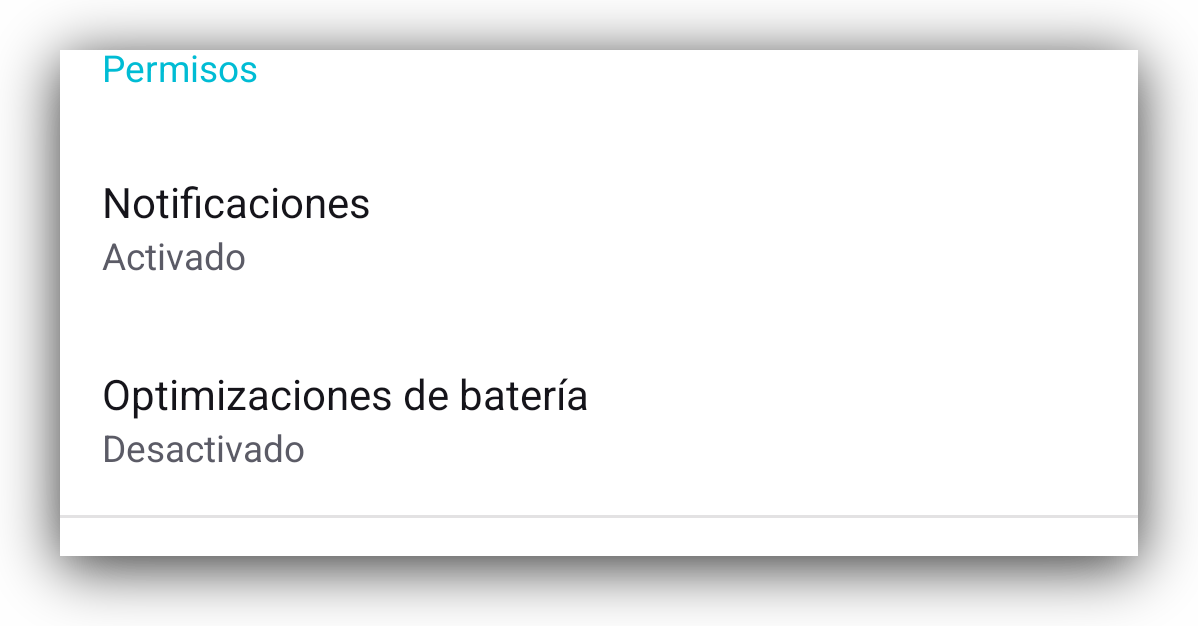 Permisos
Notificaciones
Activado
Optimizaciones de batería
Desactivado